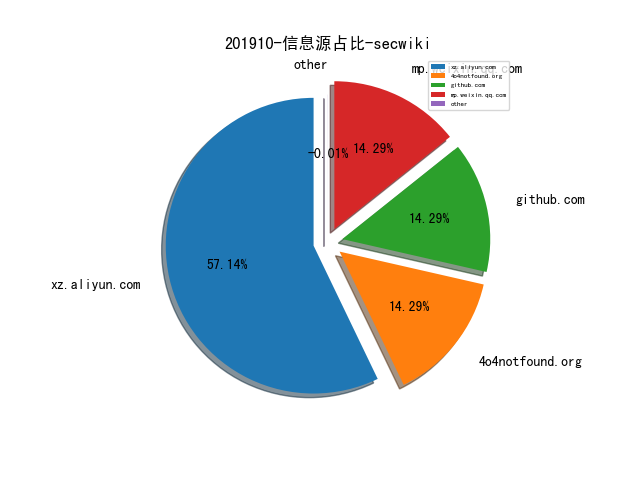 201910-信息源占比-secwiki
other
mp.weixin.qq.com
xz.aliyun.com
4o4notfound.org
github.com
mp.weixin.qq.com
other
-0.01%
14.29%
github.com
14.29%
57.14%
xz.aliyun.com
14.29%
4o4notfound.org